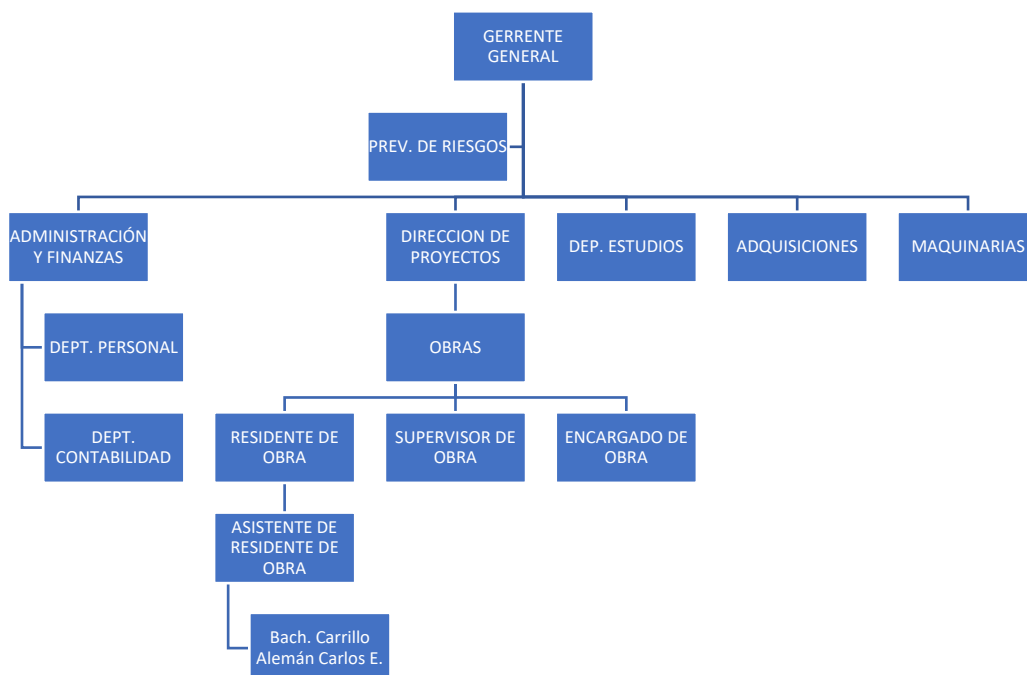 GERRENTE
GENERAL
PREV. DE RIESGOS
ADMINISTRACIÓN
Y FINANZAS
DIRECCION DE
PROYECTOS
DEP. ESTUDIOS
ADQUISICIONES
MAQUINARIAS
DEPT. PERSONAL
OBRAS
DEPT.
CONTABILIDAD
RESIDENTE DE
OBRA
SUPERVISOR DE
OBRA
ENCARGADO DE
OBRA
ASISTENTE DE
RESIDENTE DE
OBRA
Bach. Carrillo
Alemán Carlos E.